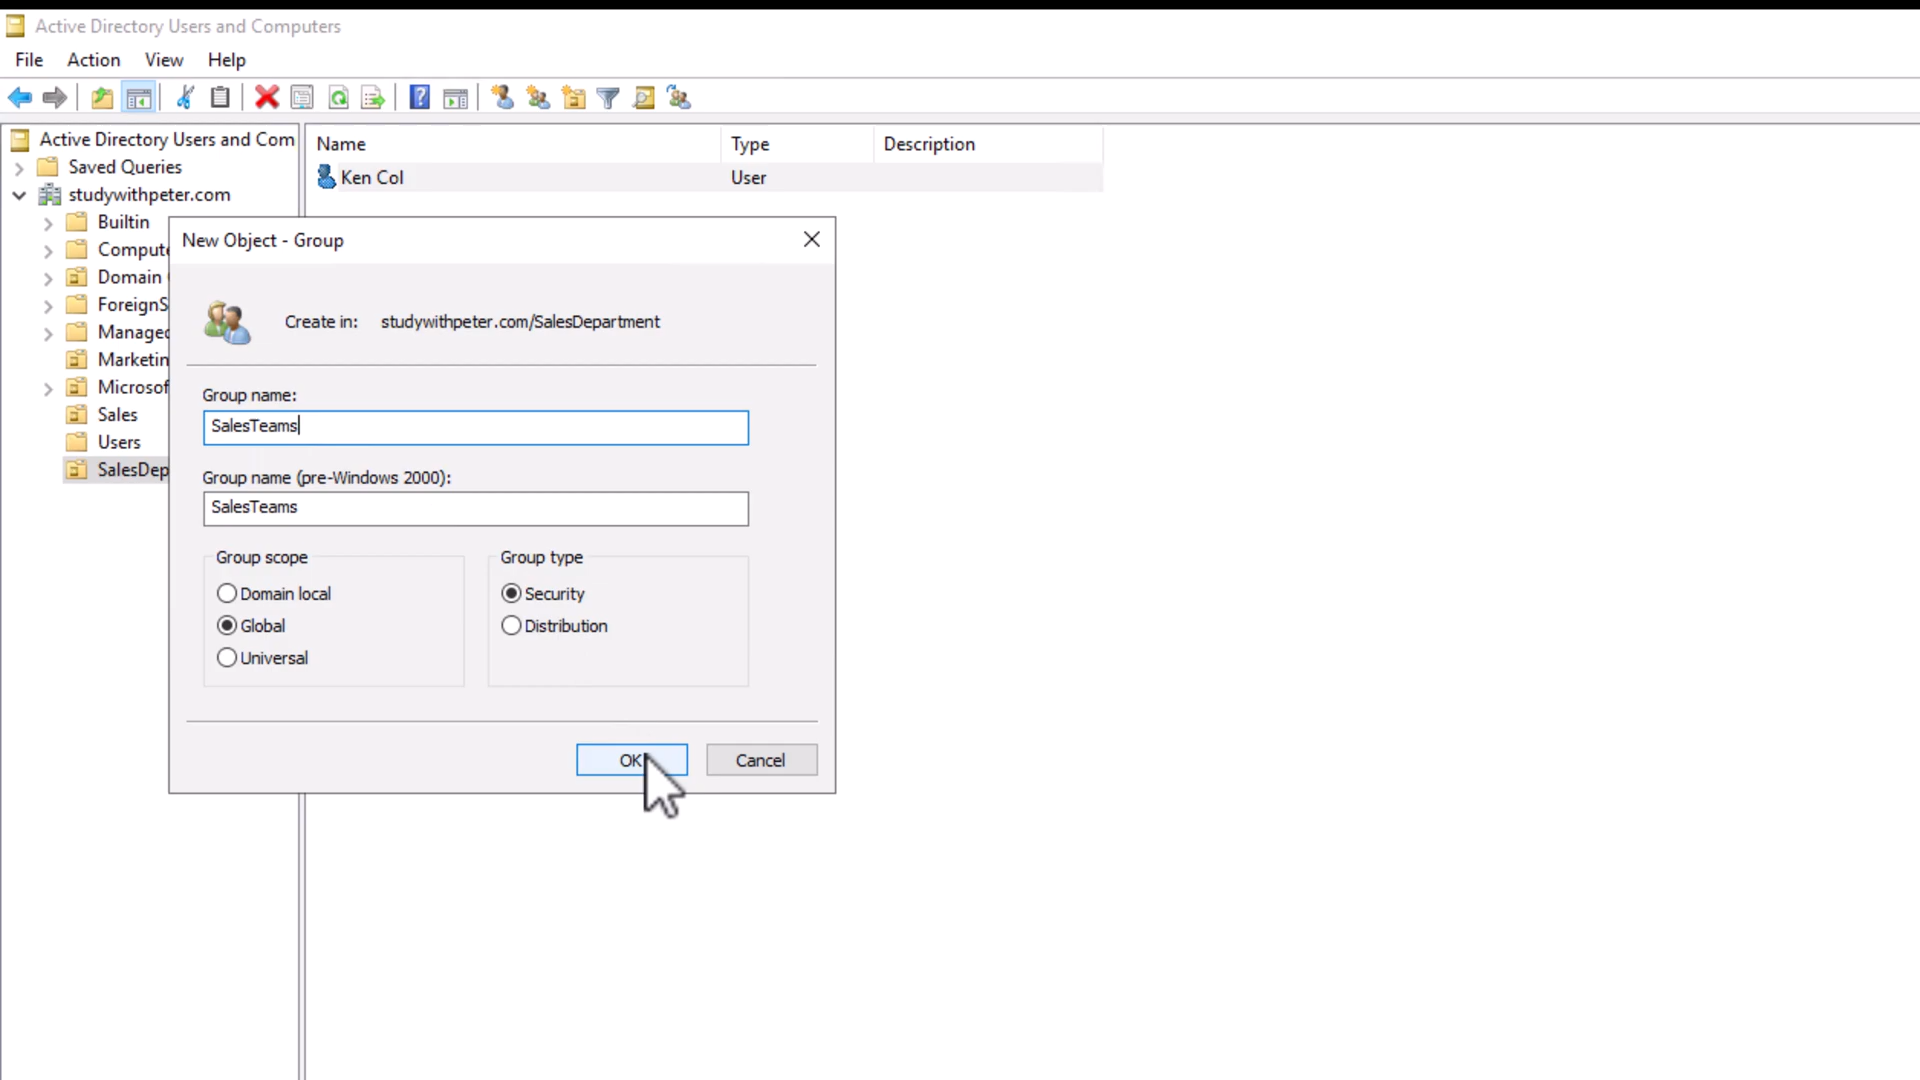 Active Directory Users and Computers
File Action View Help
Active Directory Users and Com
Name Type Description
Saved Queries
Ken Col User
studywithpeter.com
Builtin
Compute
Domain
ForeignS
Managed
Marketin
Microsof
Sales
Users
SalesDep
New Object - Group
Create in: studywithpeter.com/SalesDepartment
Group name:
SalesTeams
Group name (pre-Windows 2000):
SalesTeams
Group scope
Domain local
Global
Universal
Group type
Security
Distribution
OK
Cancel